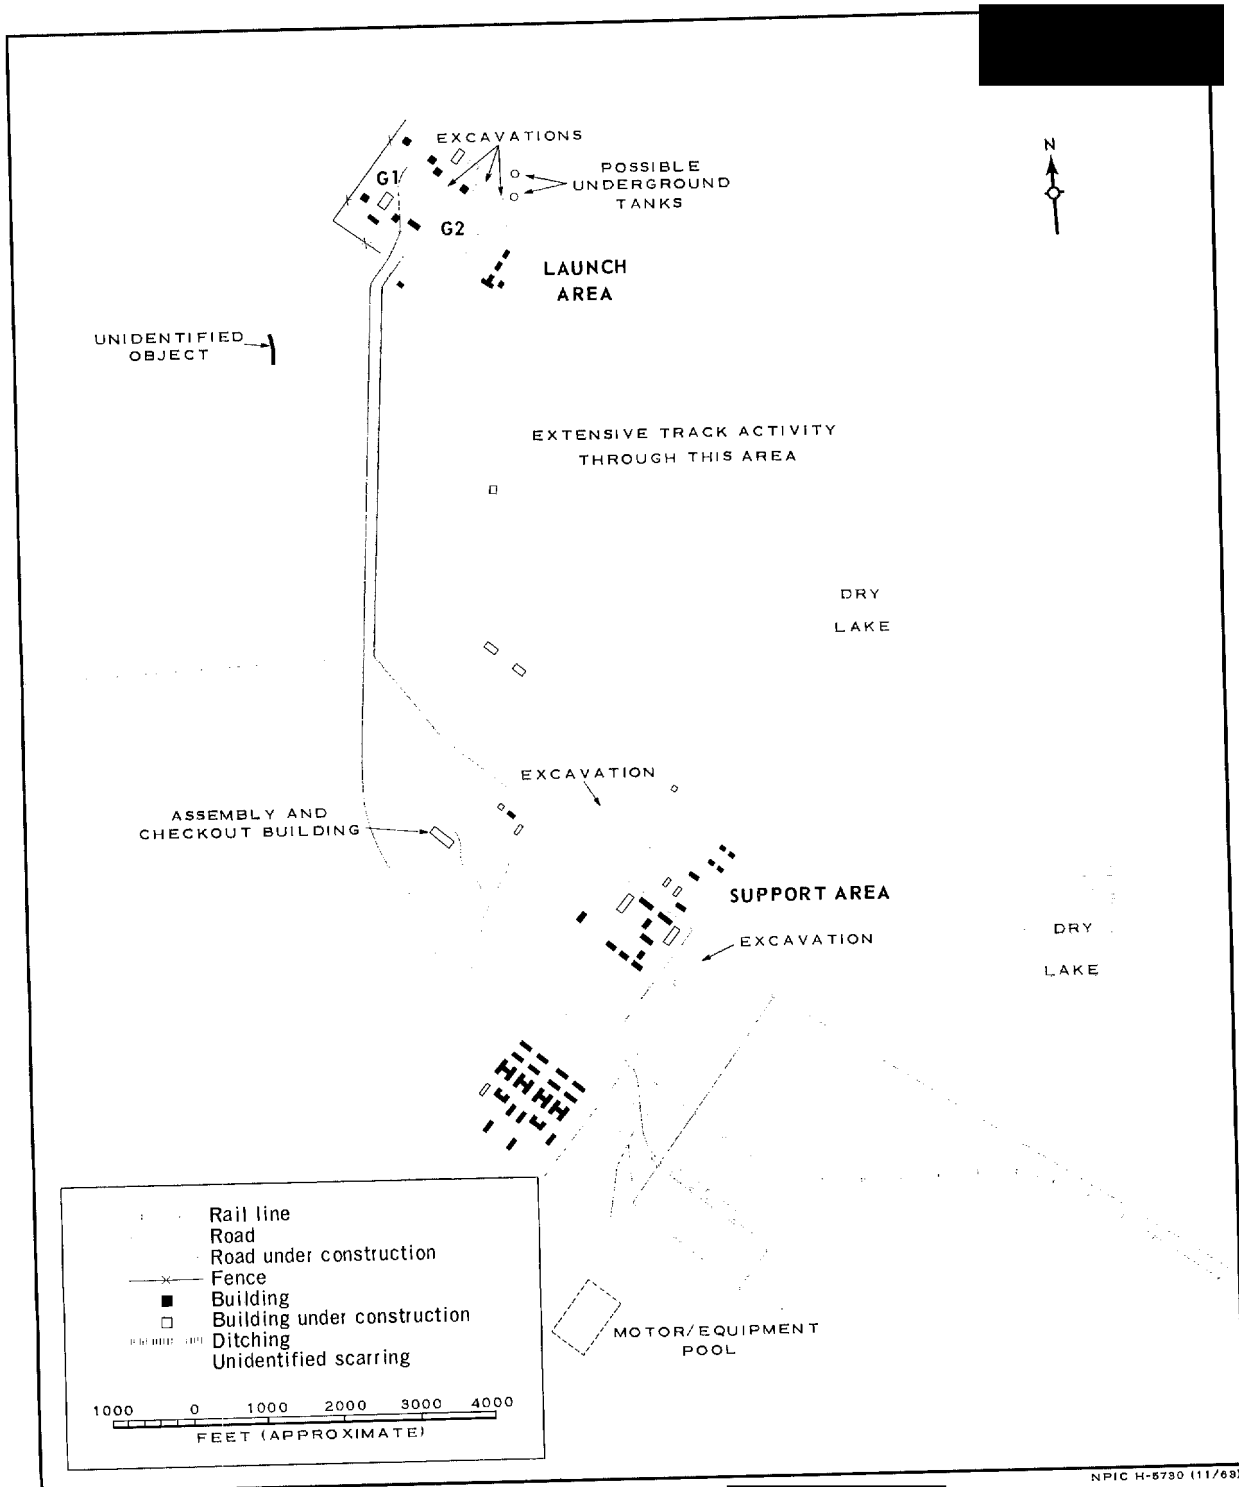 EXCAVATIONS
N
POSSIBLE
UNDERGROUND
TANKS
G1
G2
LAUNCH
AREA
UNIDENTIFIED
OBJECT
EXTENSIVE TRACK ACTIVITY
THROUGH THIS AREA
DRY
LAKE
EXCAVATION
ASSEMBLY AND
CHECKOUT BUILDING
SUPPORT AREA
EXCAVATION
DRY
LAKE
Rail line
Road
Road under construction
Fence
Building
Building under construction
Ditching
Unidentified scarring
1000 0 1000 2000 3000 4000
FEET (APPROXIMATE)
MOTOR/EQUIPMENT
POOL
NPIC H-5730 (11/63)